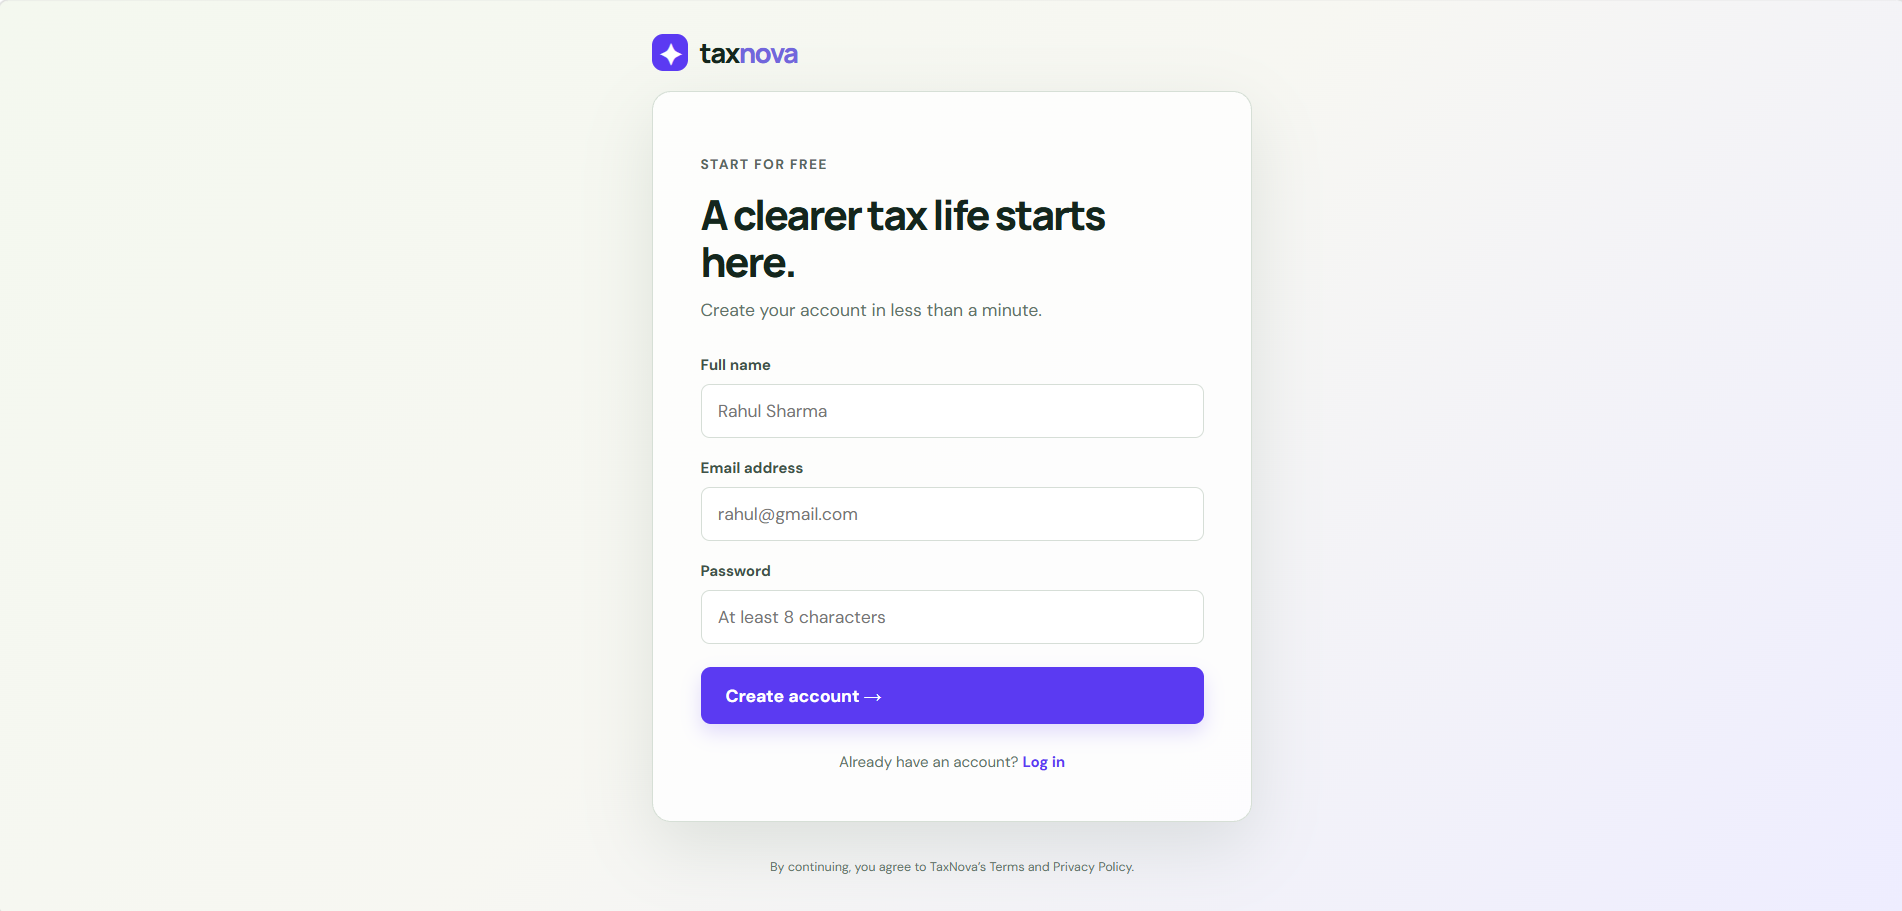 taxnova
START FOR FREE
A clearer tax life starts
here.
Create your account in less than a minute.
Full name
Rahul Sharma
Email address
rahul@gmail.com
Password
At least 8 characters
Create account →
Already have an account? Log in
By continuing, you agree to TaxNova’s Terms and Privacy Policy.